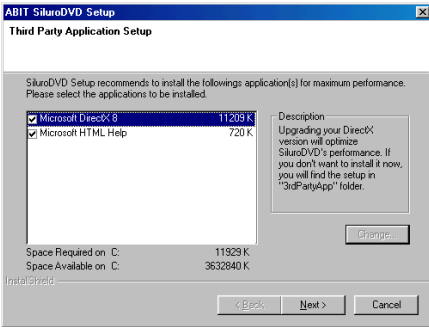 ABIT SiluroDVD Setup
Third Party Application Setup
SiluroDVD Setup recommends to install the followings application(s) for maximum performance.
Please select the applications to be installed.
Microsoft DirectX 8 11209 K
Microsoft HTML Help 720 K
Description
Upgrading your DirectX
version will optimize
SiluroDVD's performance. If
you don't want to install it now,
you will find the setup in
"3rdPartyApp" folder.
Change...
Space Required on C: 11929 K
Space Available on C: 3632840 K
InstallShield
< Back Next > Cancel